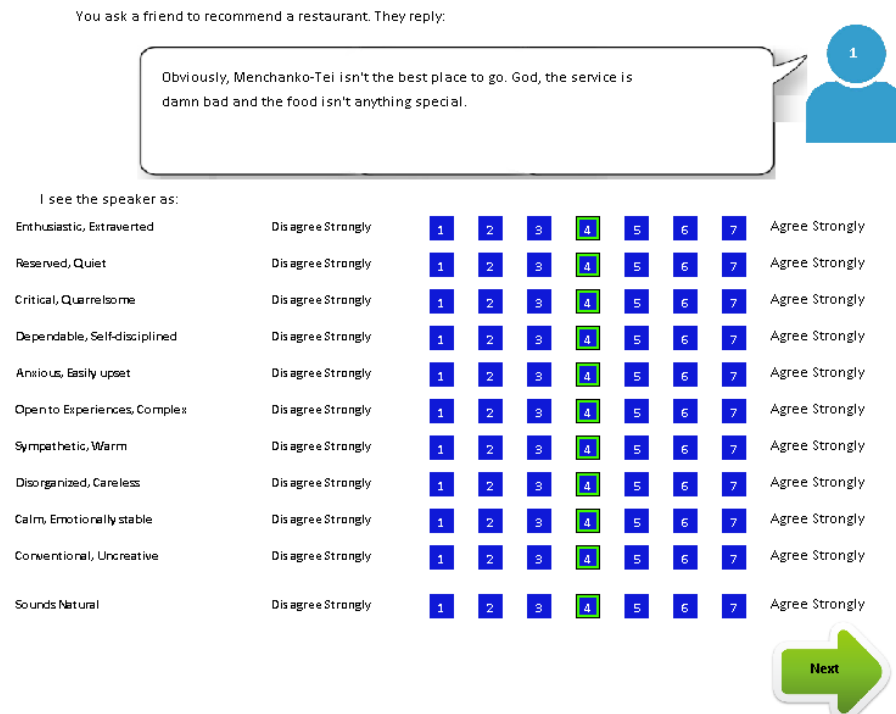 You ask a friend to recommend a restaurant. They reply:
1
Obviously, Menchanko-Tei isn't the best place to go. God, the service is
damn bad and the food isn't anything special.
I see the speaker as:
Enthusiastic, Extraverted Disagree Strongly 1 2 3 4 5 6 7 Agree Strongly
Reserved, Quiet Disagree Strongly 1 2 3 4 5 6 7 Agree Strongly
Critical, Quarrelsome Disagree Strongly 1 2 3 4 5 6 7 Agree Strongly
Dependable, Self-disciplined Disagree Strongly 1 2 3 4 5 6 7 Agree Strongly
Anxious, Easily upset Disagree Strongly 1 2 3 4 5 6 7 Agree Strongly
Open to Experiences, Complex Disagree Strongly 1 2 3 4 5 6 7 Agree Strongly
Sympathetic, Warm Disagree Strongly 1 2 3 4 5 6 7 Agree Strongly
Disorganized, Careless Disagree Strongly 1 2 3 4 5 6 7 Agree Strongly
Calm, Emotionally stable Disagree Strongly 1 2 3 4 5 6 7 Agree Strongly
Conventional, Uncreative Disagree Strongly 1 2 3 4 5 6 7 Agree Strongly
Sounds Natural Disagree Strongly 1 2 3 4 5 6 7 Agree Strongly
Next